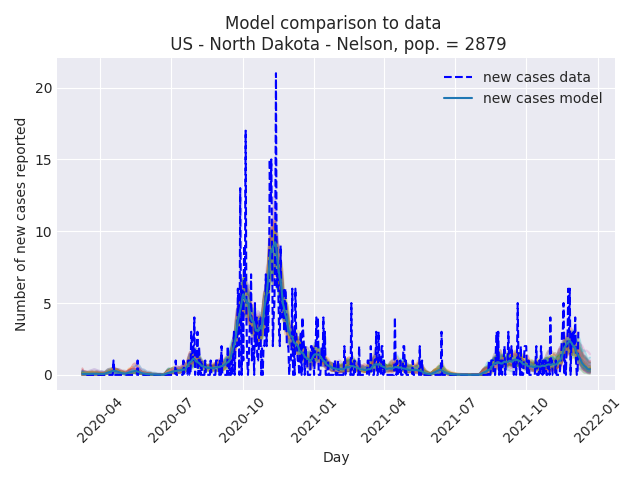 Model comparison to data
US - North Dakota - Nelson, pop. = 2879
new cases data
new cases model
Number of new cases reported
20
15
10
5
0
2020-04
2020-07
2020-10
2021-01
2021-04
2021-07
2021-10
2022-01
Day